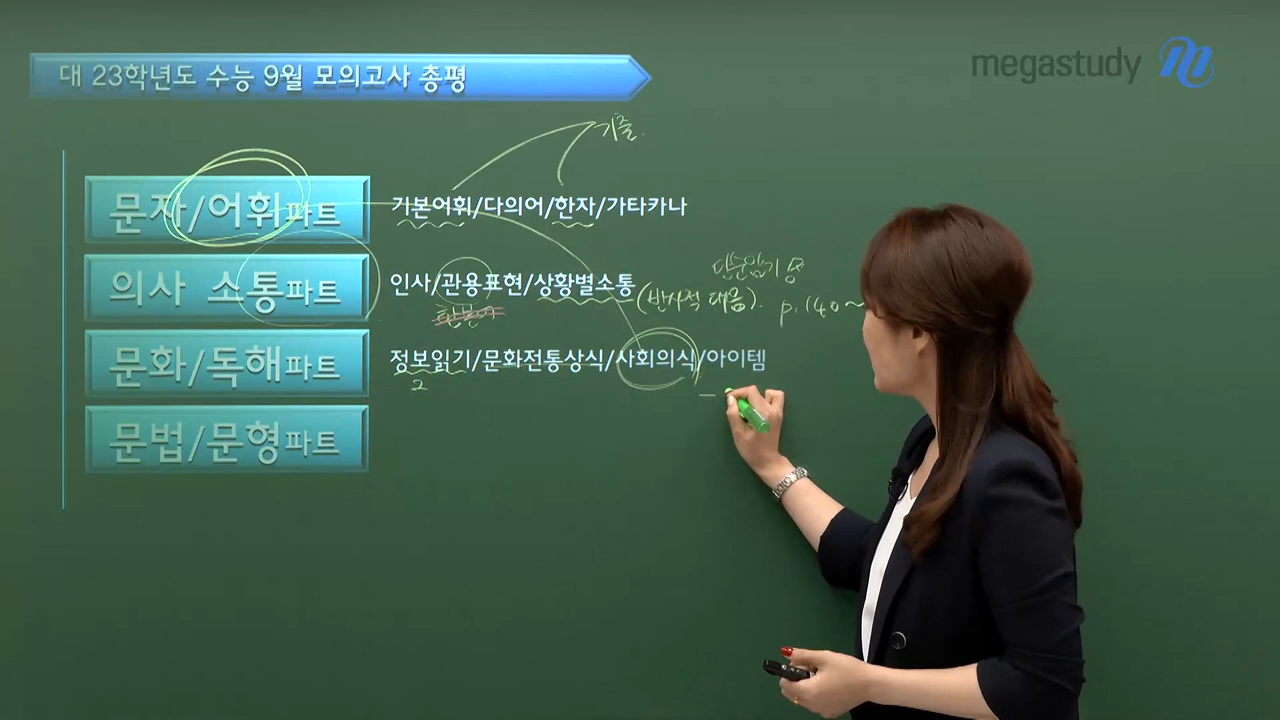 대 23학년도 수능 9월 모의고사 총평
megastudy
기출.
문자/어휘파트
기본어휘/다의어/한자/가타카나
의사 소통파트
인사/관용표현/상황별소통
(반사적 대응). p.140~
문화/독해파트
정보읽기/문화전통상식/사회의식/아이템
2
문법/문형파트